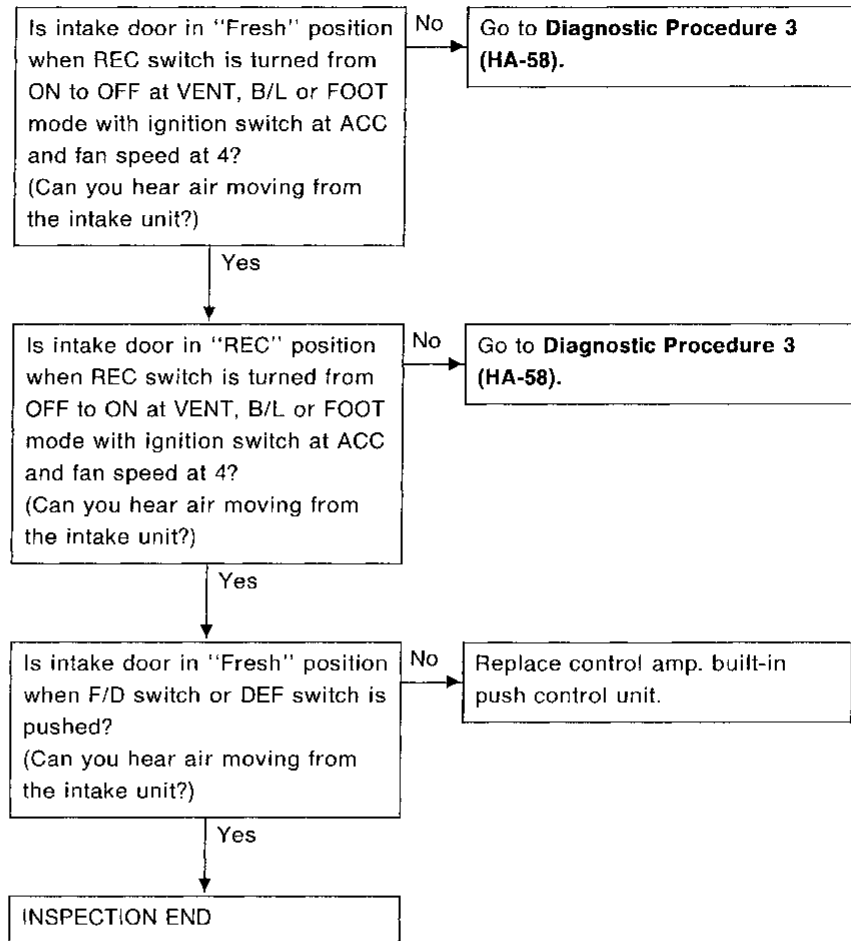 Is intake door in "Fresh" position
when REC switch is turned from
ON to OFF at VENT, B/L or FOOT
mode with ignition switch at ACC
and fan speed at 4?
(Can you hear air moving from
the intake unit?)
No
Go to Diagnostic Procedure 3
(HA-58).
Yes
Is intake door in "REC" position
when REC switch is turned from
OFF to ON at VENT, B/L or FOOT
mode with ignition switch at ACC
and fan speed at 4?
(Can you hear air moving from
the intake unit?)
No
Go to Diagnostic Procedure 3
(HA-58).
Yes
Is intake door in "Fresh" position
when F/D switch or DEF switch is
pushed?
(Can you hear air moving from
the intake unit?)
No
Replace control amp. built-in
push control unit.
Yes
INSPECTION END